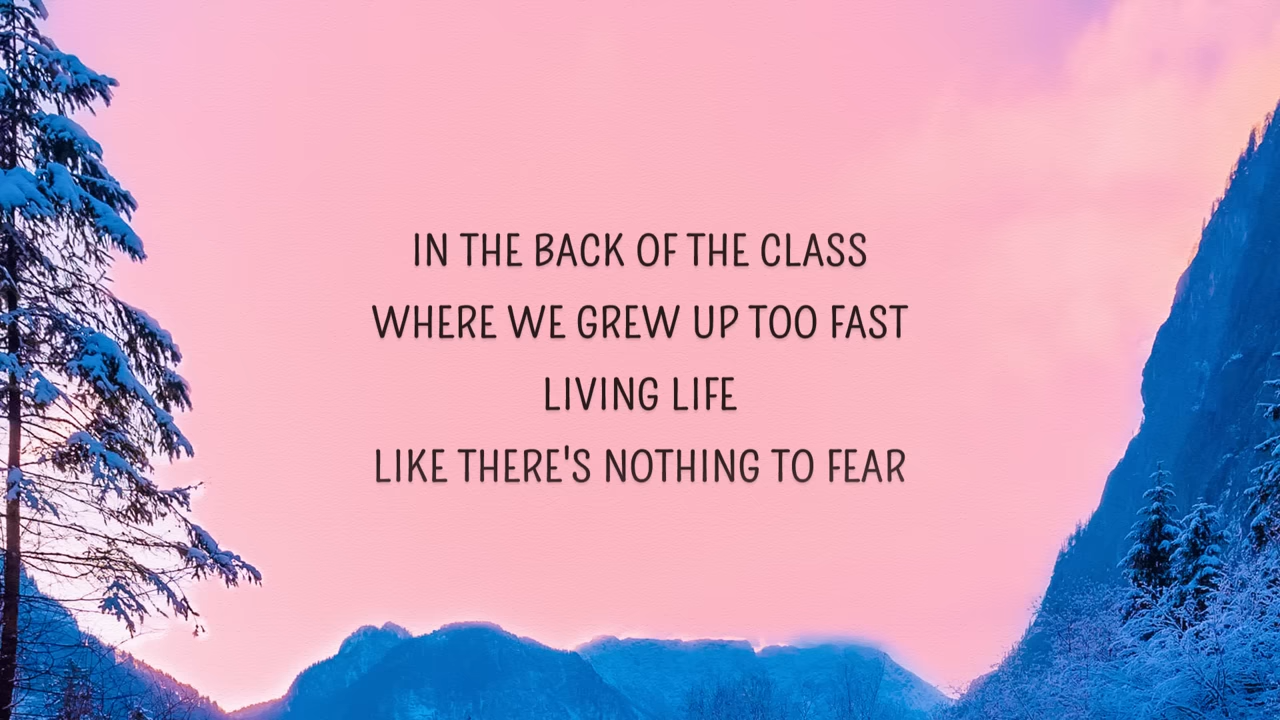 IN THE BACK OF THE CLASS
WHERE WE GREW UP TOO FAST
LIVING LIFE
LIKE THERE'S NOTHING TO FEAR